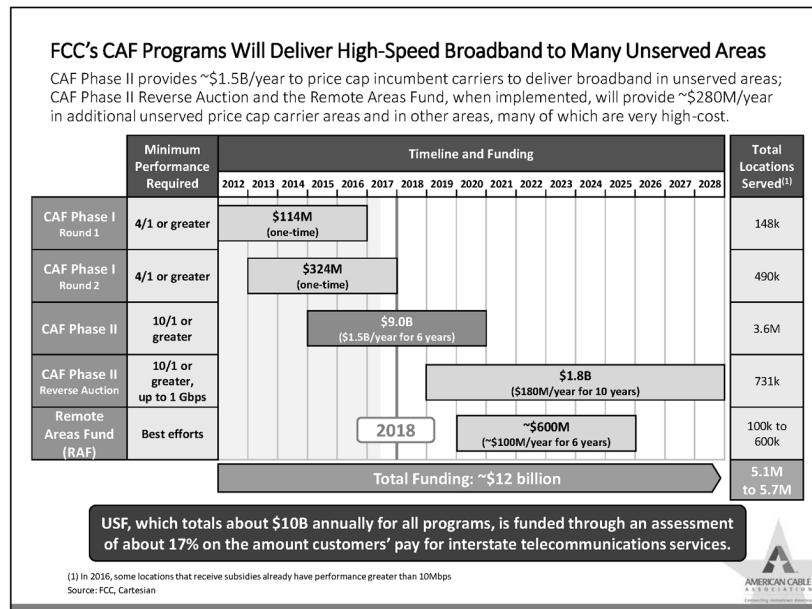 FCC's CAF Programs Will Deliver High-Speed Broadband to Many Unserved Areas
CAF Phase II provides ~$1.5B/year to price cap incumbent carriers to deliver broadband in unserved areas;
CAF Phase II Reverse Auction and the Remote Areas Fund, when implemented, will provide ~$280M/year
in additional unserved price cap carrier areas and in other areas, many of which are very high-cost.
Minimum
Performance
Required
Timeline and Funding
2012 2013 2014 2015 2016 2017 2018 2019 2020 2021 2022 2023 2024 2025 2026 2027 2028
Total
Locations
Served(1)
CAF Phase I
Round 1
4/1 or greater
$114M
(one-time)
148k
CAF Phase I
Round 2
4/1 or greater
$324M
(one-time)
490k
CAF Phase II
10/1 or
greater
$9.0B
($1.5B/year for 6 years)
3.6M
CAF Phase II
Reverse Auction
10/1 or
greater,
up to 1 Gbps
$1.8B
($180M/year for 10 years)
731k
Remote
Areas Fund
(RAF)
Best efforts
2018
~$600M
(~$100M/year for 6 years)
100k to
600k
Total Funding: ~$12 billion
5.1M
to 5.7M
USF, which totals about $10B annually for all programs, is funded through an assessment
of about 17% on the amount customers' pay for interstate telecommunications services.
(1) In 2016, some locations that receive subsidies already have performance greater than 10Mbps
Source: FCC, Cartesian
AMERICAN CABLE
ASSOCIATION